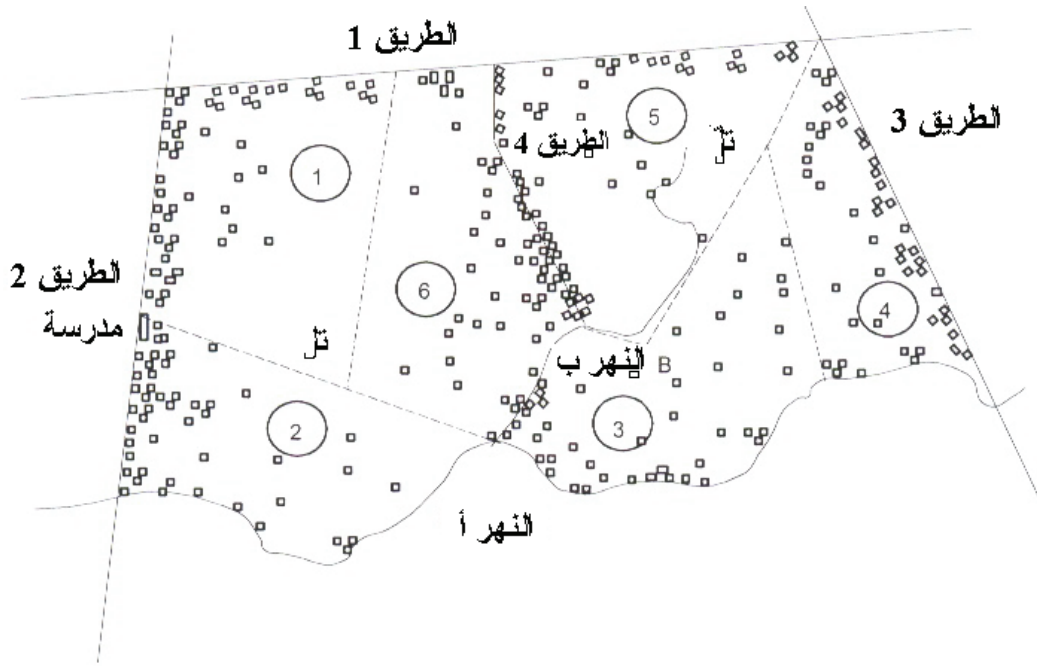 الطريق 1
5
الطريق 3
الطريق 4
تل
1
الطريق 2
6
4
مدرسة
تل
النهر ب
B
2
3
النهر أ